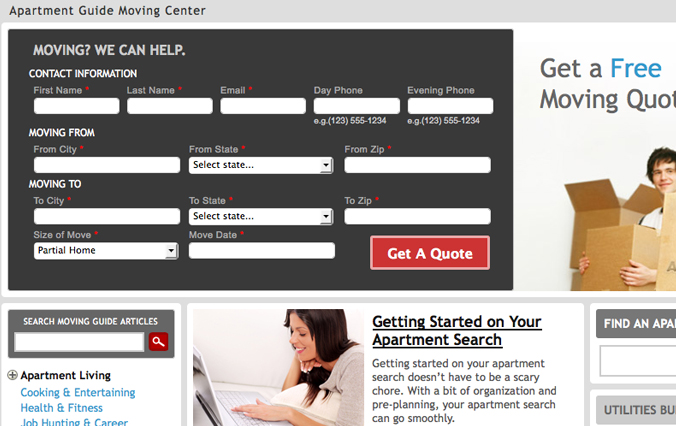 Apartment Guide Moving Center
MOVING? WE CAN HELP.
CONTACT INFORMATION
First Name * Last Name * Email * Day Phone Evening Phone
e.g.(123) 555-1234 e.g.(123) 555-1234
MOVING FROM
From City * From State * From Zip *
Select state...
MOVING TO
To City * To State * To Zip *
Select state...
Size of Move * Move Date *
Partial Home
Get A Quote
Get a Free
Moving Quot
SEARCH MOVING GUIDE ARTICLES
Apartment Living
Cooking & Entertaining
Health & Fitness
Job Hunting & Career
Getting Started on Your
Apartment Search
Getting started on your apartment
search doesn't have to be a scary
chore. With a bit of organization and
pre-planning, your apartment search
can go smoothly.
FIND AN APA
UTILITIES BU